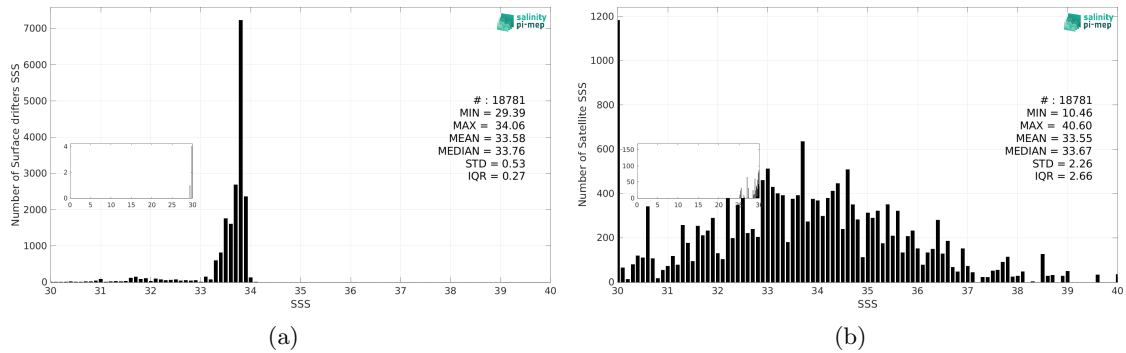 7000
6000
5000
4000
3000
2000
1000
0
Number of Surface drifters SSS
salinity
pi-mep
# : 18781
MIN = 29.39
MAX = 34.06
MEAN = 33.58
MEDIAN = 33.76
STD = 0.53
IQR = 0.27
4
2
0
0 5 10 15 20 25 30
30 31 32 33 34 35 36 37 38 39 40
SSS
(a)
1200
1000
800
600
400
200
0
Number of Satellite SSS
salinity
pi-mep
# : 18781
MIN = 10.46
MAX = 40.60
MEAN = 33.55
MEDIAN = 33.67
STD = 2.26
IQR = 2.66
150
100
50
0
0 5 10 15 20 25 30
30 31 32 33 34 35 36 37 38 39 40
SSS
(b)